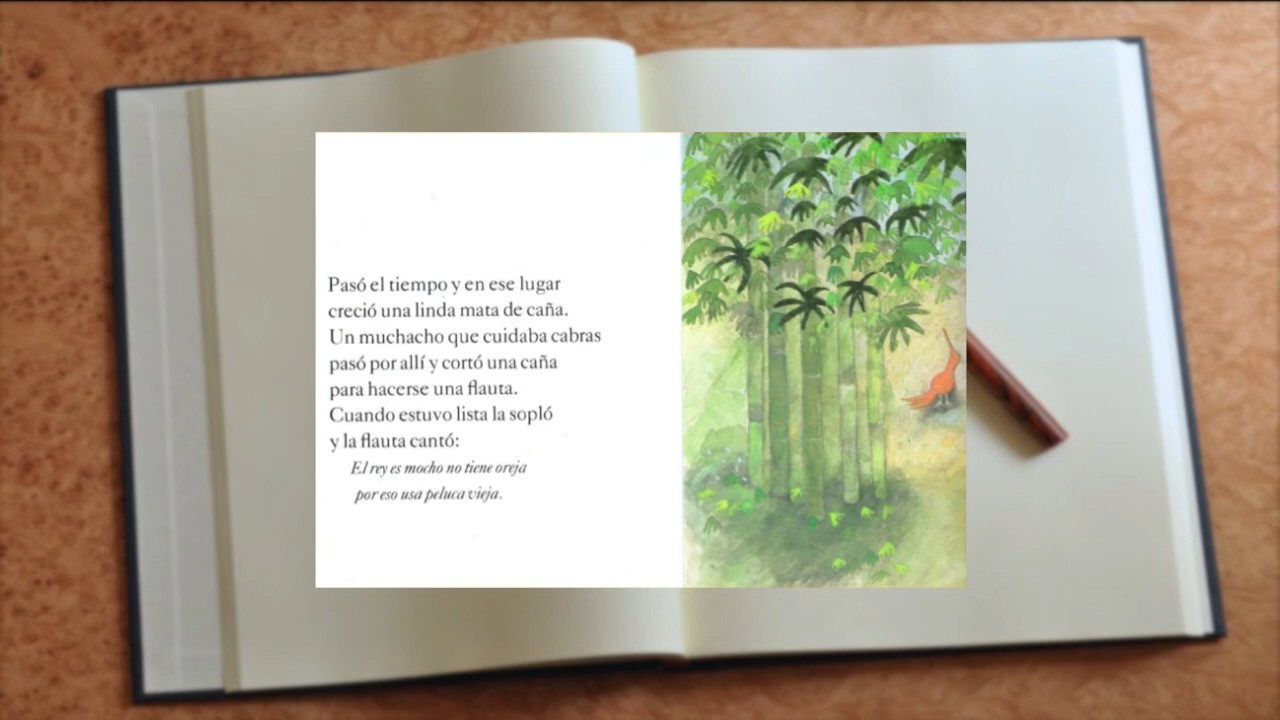 Pasó el tiempo y en ese lugar
creció una linda mata de caña.
Un muchacho que cuidaba cabras
pasó por allí y cortó una caña
para hacerse una flauta.
Cuando estuvo lista la sopló
y la flauta cantó:
El rey es mocho no tiene oreja
por eso usa peluca vieja.